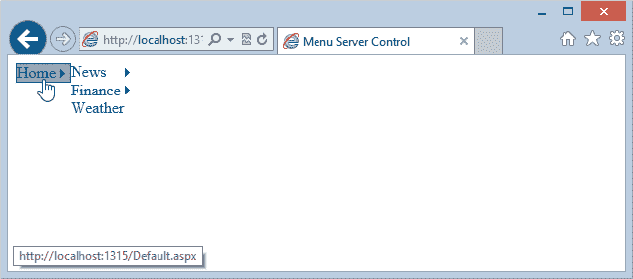 http://localhost:131
Menu Server Control
Home
News
Finance
Weather
http://localhost:1315/Default.aspx